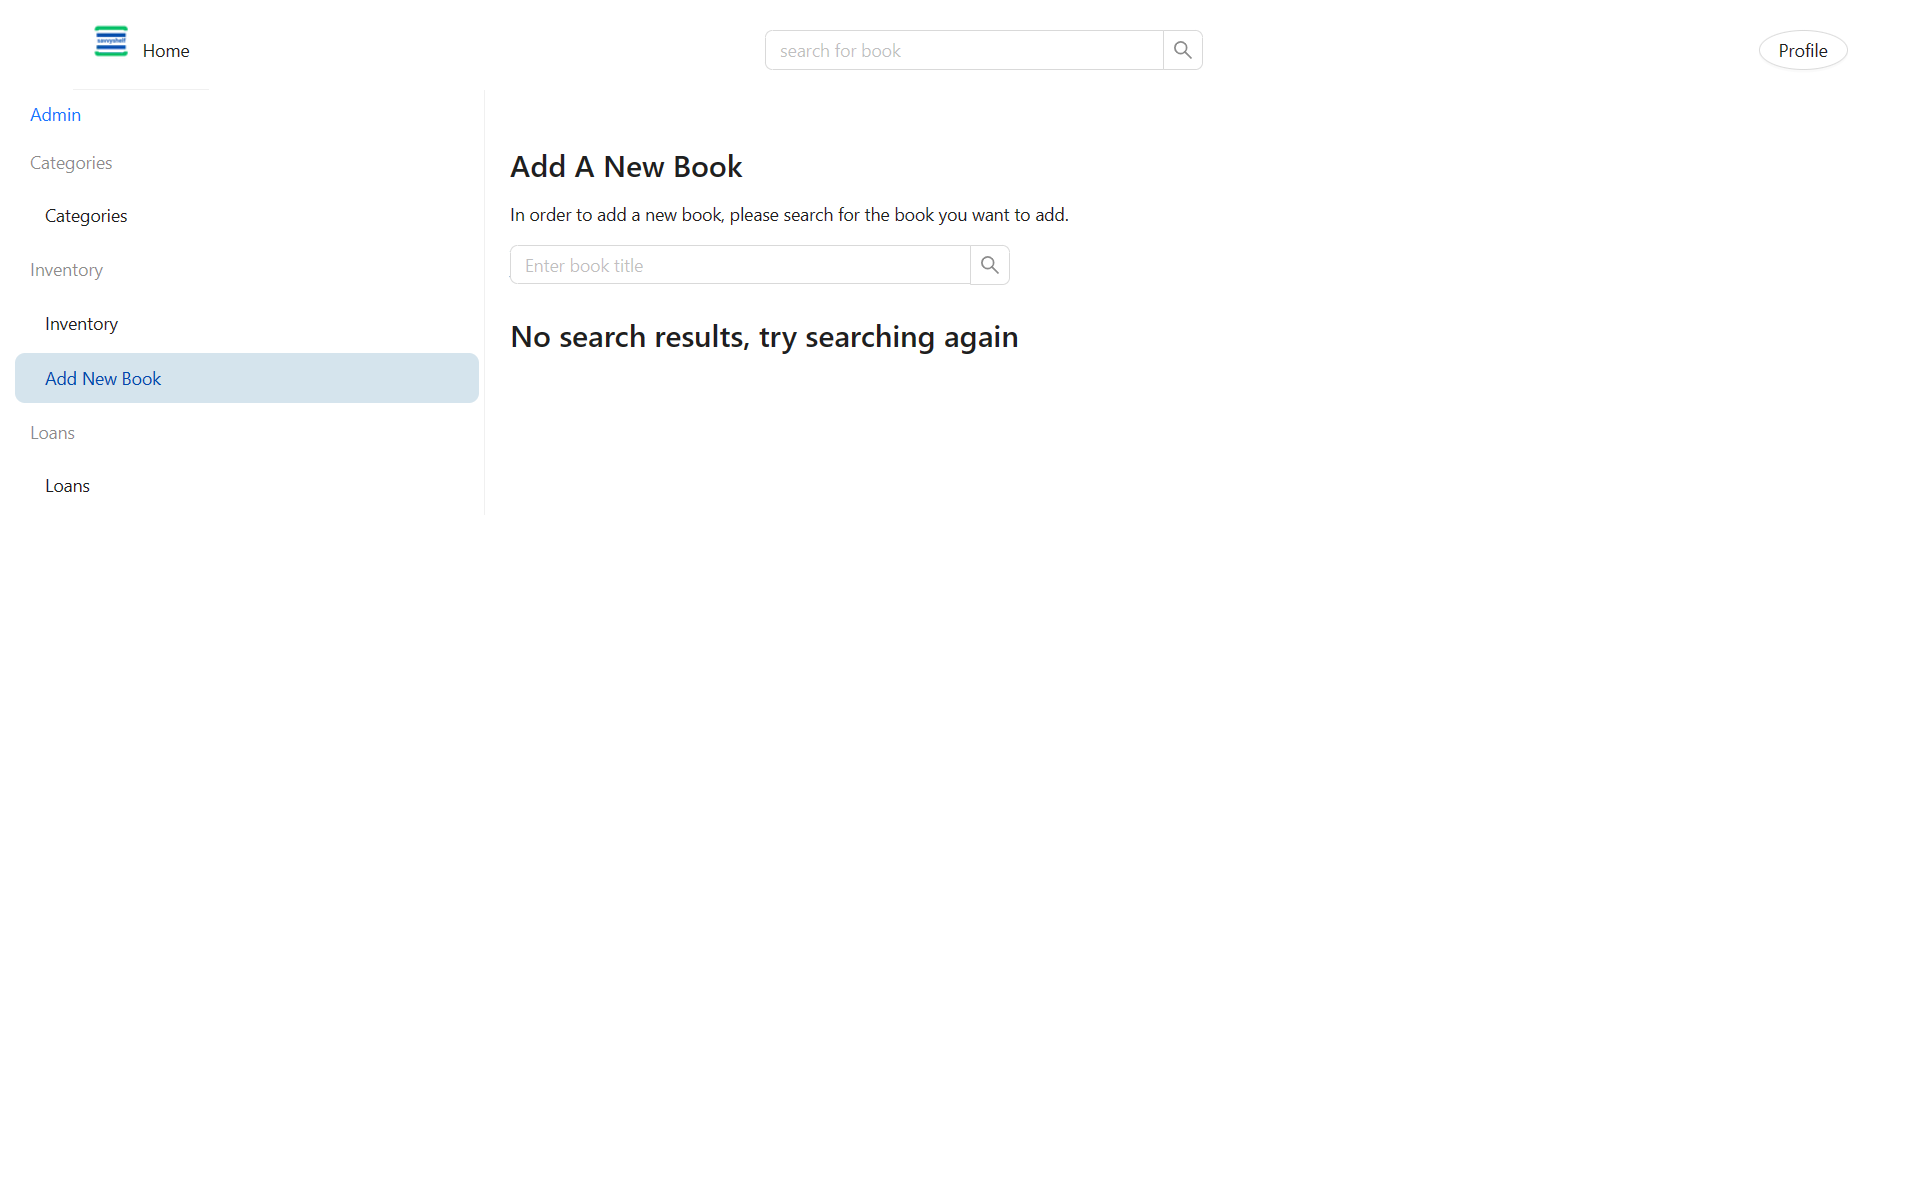 savvyshelf
Home
search for book
Profile
Admin
Categories
Categories
Inventory
Inventory
Add New Book
Loans
Loans
Add A New Book
In order to add a new book, please search for the book you want to add.
Enter book title
No search results, try searching again